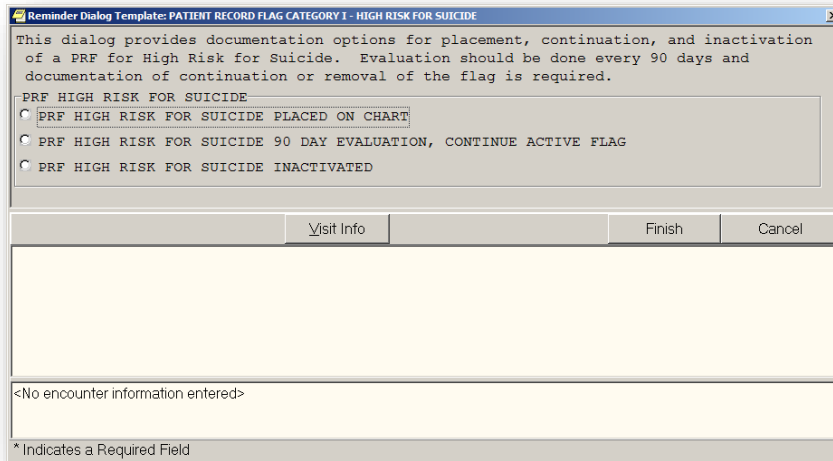 Reminder Dialog Template: PATIENT RECORD FLAG CATEGORY I - HIGH RISK FOR SUICIDE
This dialog provides documentation options for placement, continuation, and inactivation
of a PRF for High Risk for Suicide. Evaluation should be done every 90 days and
documentation of continuation or removal of the flag is required.
PRF HIGH RISK FOR SUICIDE
PRF HIGH RISK FOR SUICIDE PLACED ON CHART
PRF HIGH RISK FOR SUICIDE 90 DAY EVALUATION, CONTINUE ACTIVE FLAG
PRF HIGH RISK FOR SUICIDE INACTIVATED
Visit Info Finish Cancel
<No encounter information entered>
* Indicates a Required Field